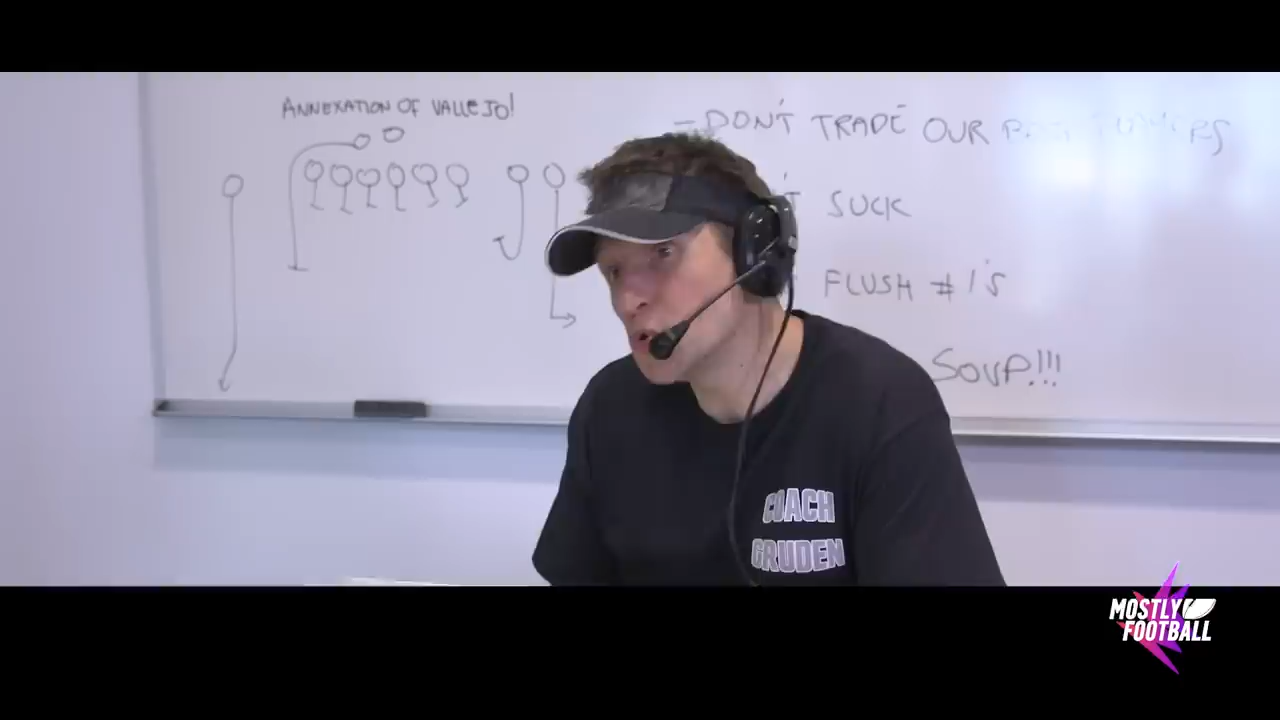 ANNEXATION OF VALLEJO!
- DON'T TRADE OUR
SUCK
FLUSH #1'S
SOUP!!!
COACH
GRUDEN
MOSTLY
FOOTBALL